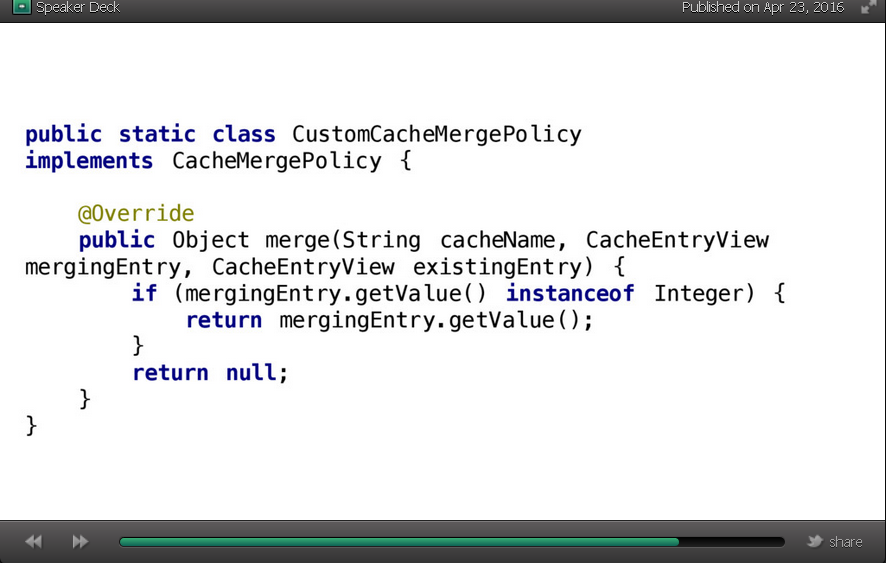 Speaker Deck
Published on Apr 23, 2016
public static class CustomCacheMergePolicy
implements CacheMergePolicy {
@Override
public Object merge(String cacheName, CacheEntryView
mergingEntry, CacheEntryView existingEntry) {
if (mergingEntry.getValue() instanceof Integer) {
return mergingEntry.getValue();
}
return null;
}
}
share